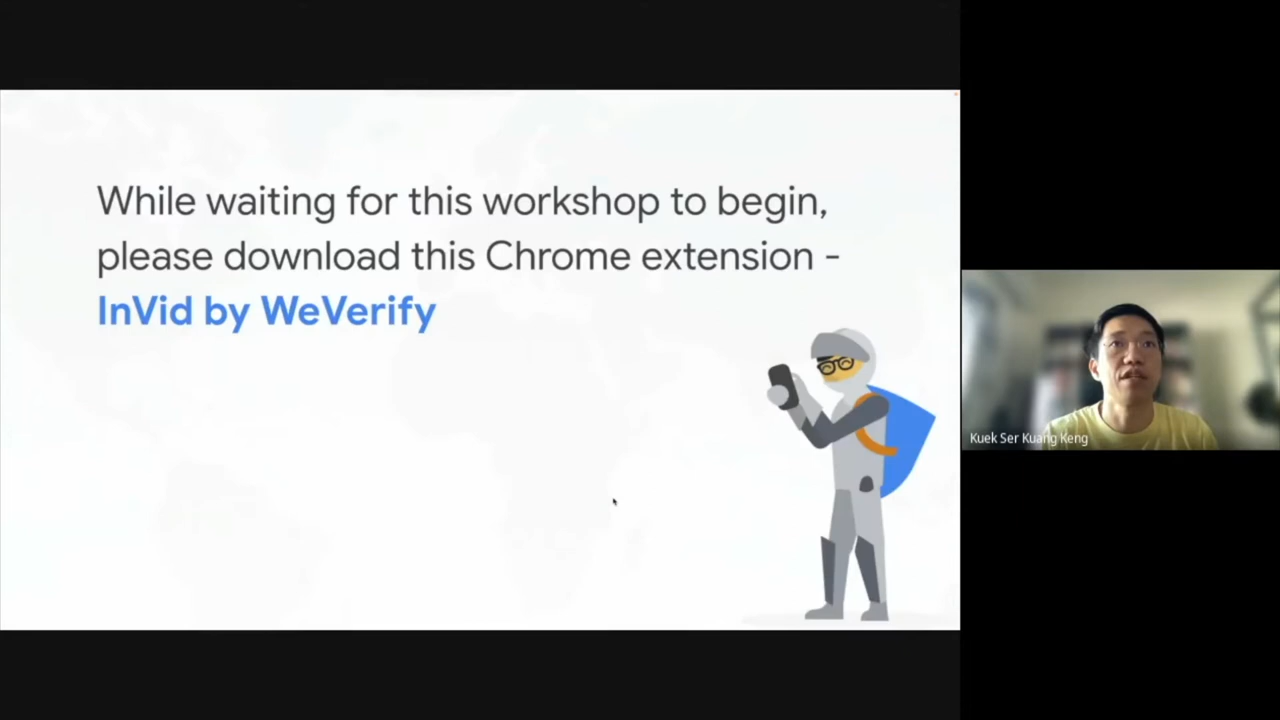 While waiting for this workshop to begin,
please download this Chrome extension -
InVid by WeVerify
Kuek Ser Kuang Keng